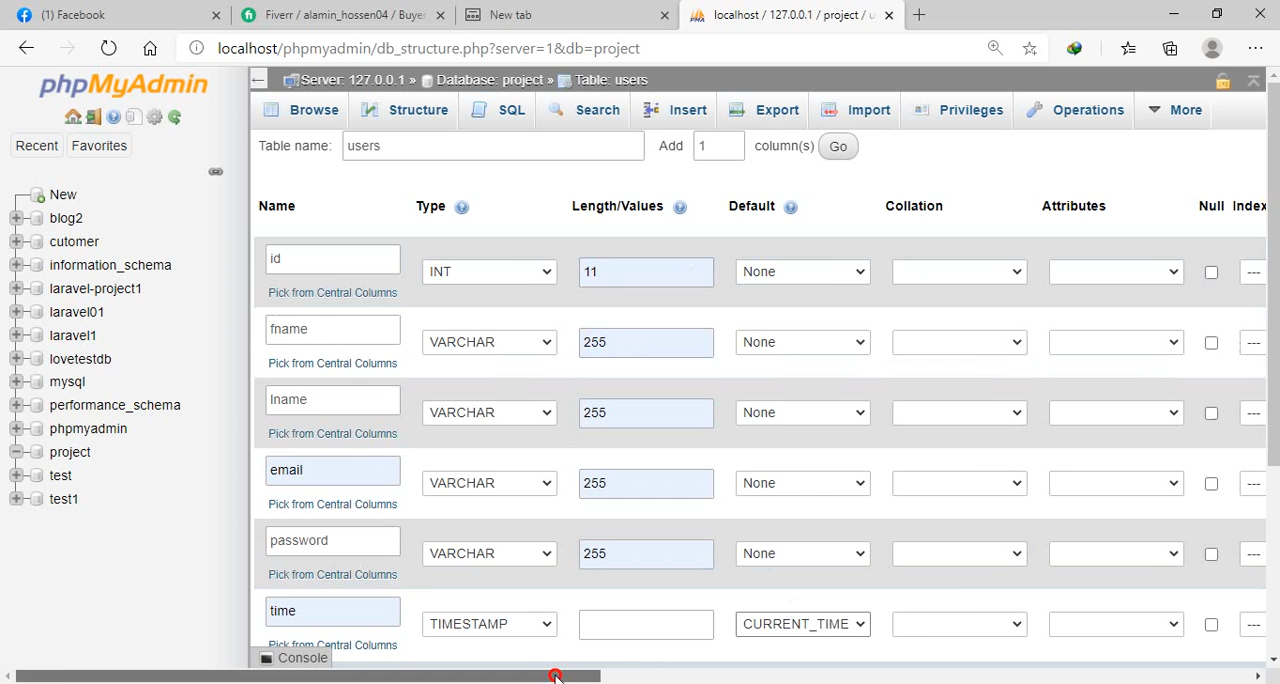 (1) Facebook
Fiverr / alamin_hossen04 / Buyer
New tab
localhost / 127.0.0.1 / project / u
localhost/phpmyadmin/db_structure.php?server=1&db=project
phpMyAdmin
Recent
Favorites
New
blog2
cutomer
information_schema
laravel-project1
laravel01
laravel1
lovetestdb
mysql
performance_schema
phpmyadmin
project
test
test1
Server: 127.0.0.1 » Database: project » Table: users
Browse
Structure
SQL
Search
Insert
Export
Import
Privileges
Operations
More
Table name: users Add 1 column(s) Go
Name Type Length/Values Default Collation Attributes Null Index
id INT 11 None ---
Pick from Central Columns
fname VARCHAR 255 None ---
Pick from Central Columns
lname VARCHAR 255 None ---
Pick from Central Columns
email VARCHAR 255 None ---
Pick from Central Columns
password VARCHAR 255 None ---
Pick from Central Columns
time TIMESTAMP CURRENT_TIME ---
Pick from Central Columns
Console